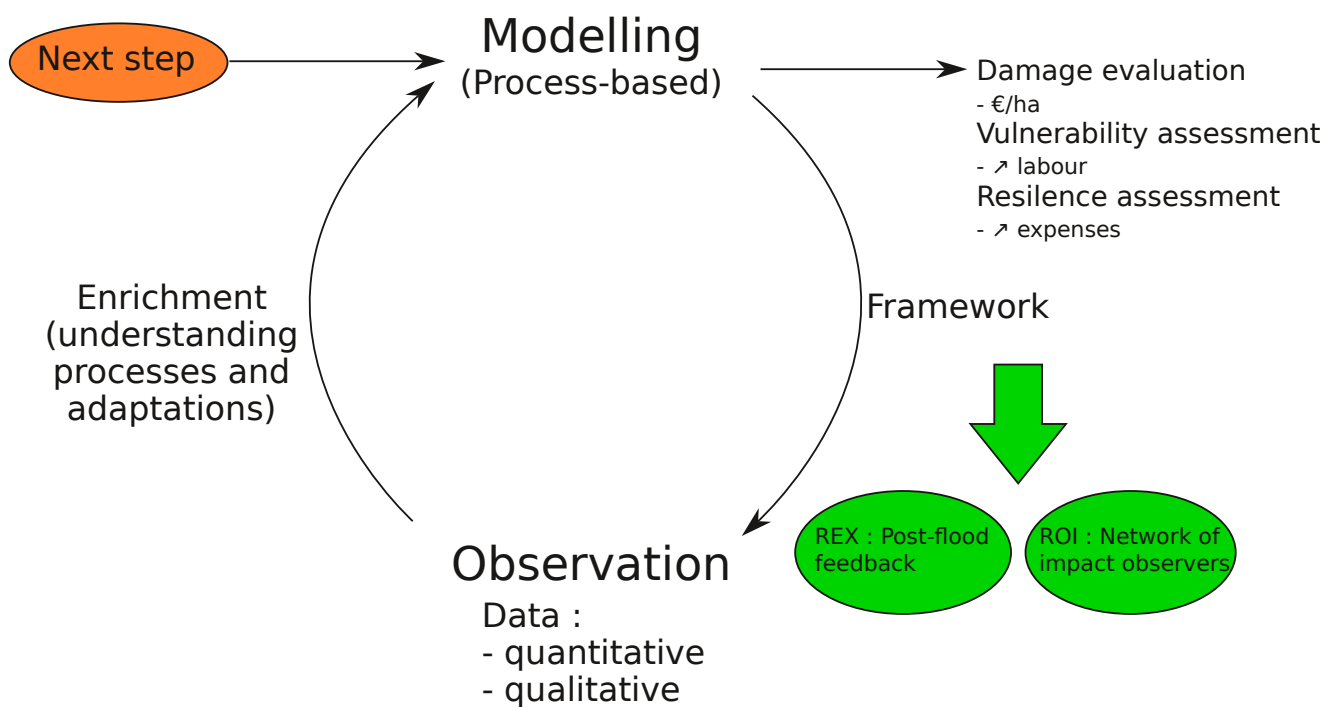 Next step
Modelling
(Process-based)
Damage evaluation
- €/ha
Vulnerability assessment
- ↗ labour
Resilence assessment
- ↗ expenses
Enrichment
(understanding
processes and
adaptations)
Framework
REX : Post-flood
feedback
ROI : Network of
impact observers
Observation
Data :
- quantitative
- qualitative